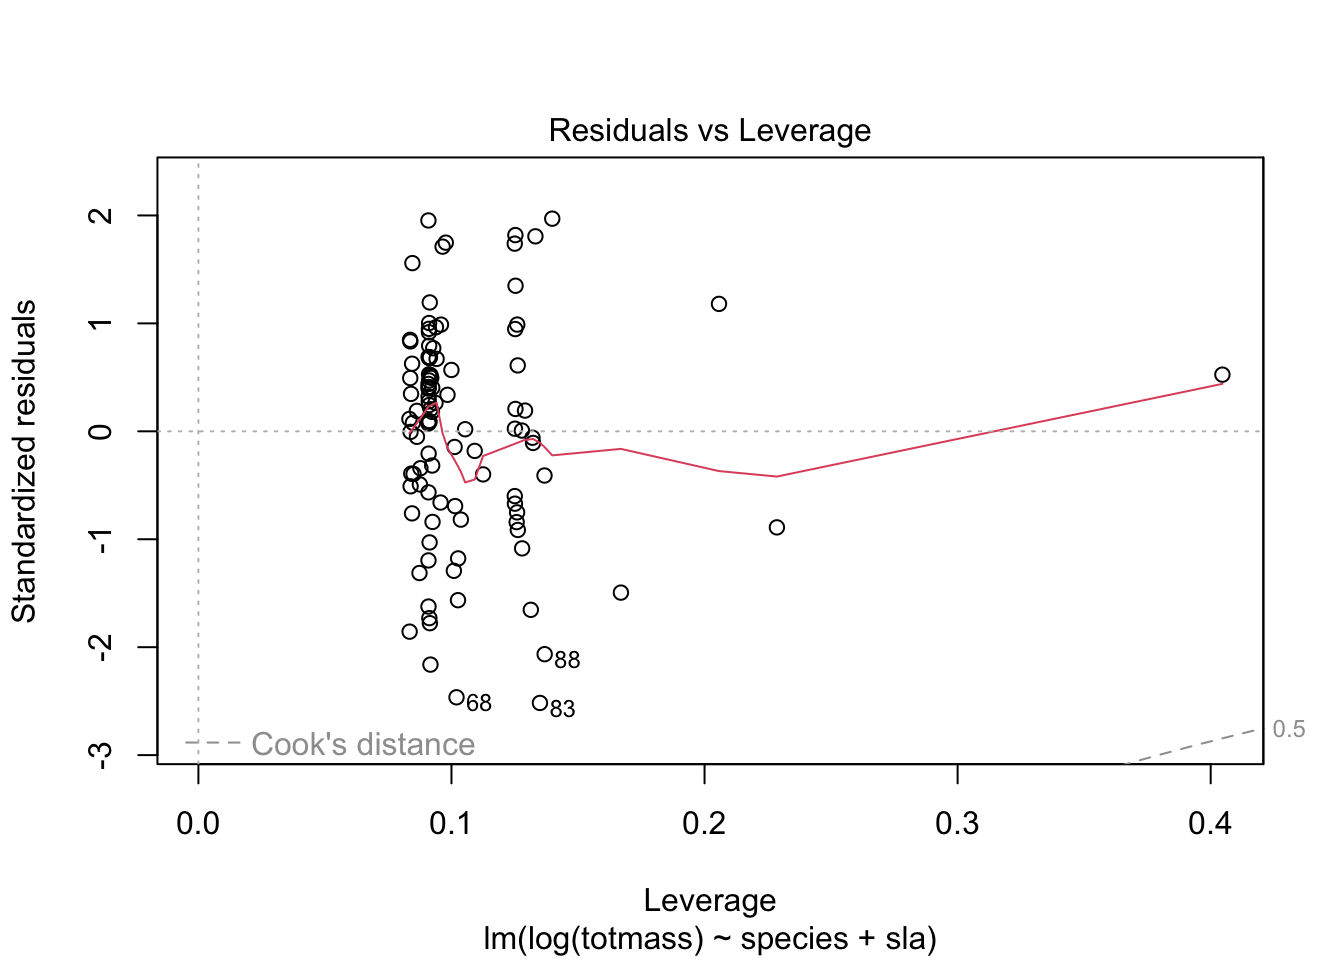 Residuals vs Leverage
Standardized residuals
2
1
0
-1
-2
-3
88
68
83
0.5
Cook's distance
0.0 0.1 0.2 0.3 0.4
Leverage
lm(log(totmass) ~ species + sla)